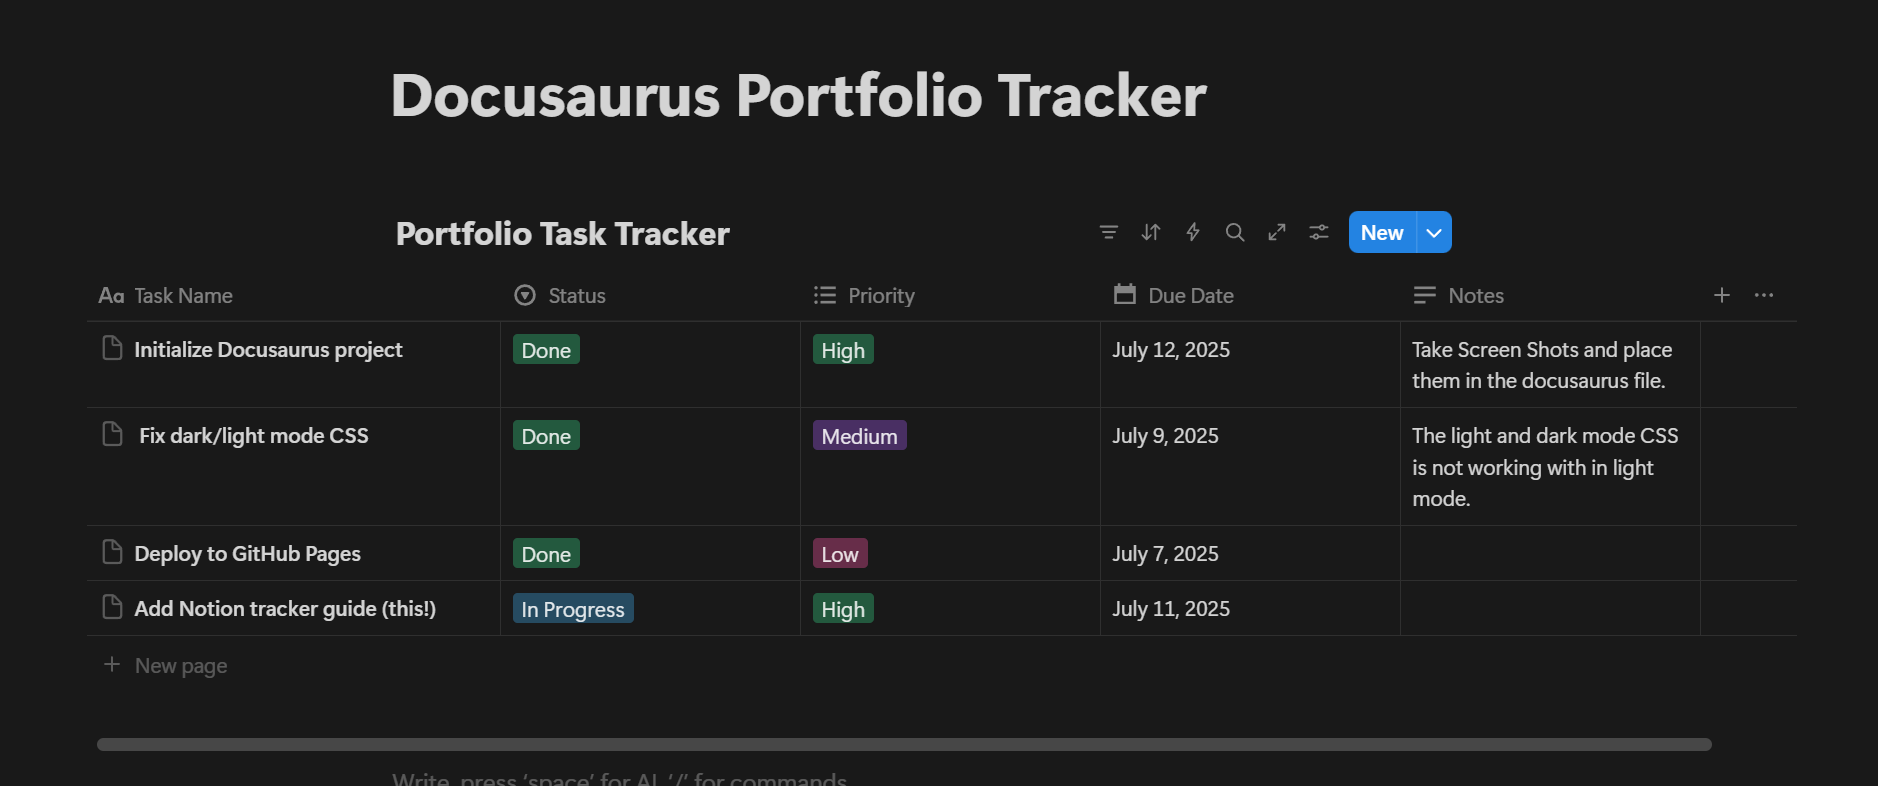 Docusaurus Portfolio Tracker
Portfolio Task Tracker
New
Aa Task Name Status Priority Due Date Notes
Initialize Docusaurus project Done High July 12, 2025 Take Screen Shots and place
them in the docusaurus file.
Fix dark/light mode CSS Done Medium July 9, 2025 The light and dark mode CSS
is not working with in light
mode.
Deploy to GitHub Pages Done Low July 7, 2025
Add Notion tracker guide (this!) In Progress High July 11, 2025
New page
Write, press ‘space’ for AI, ‘/’ for commands